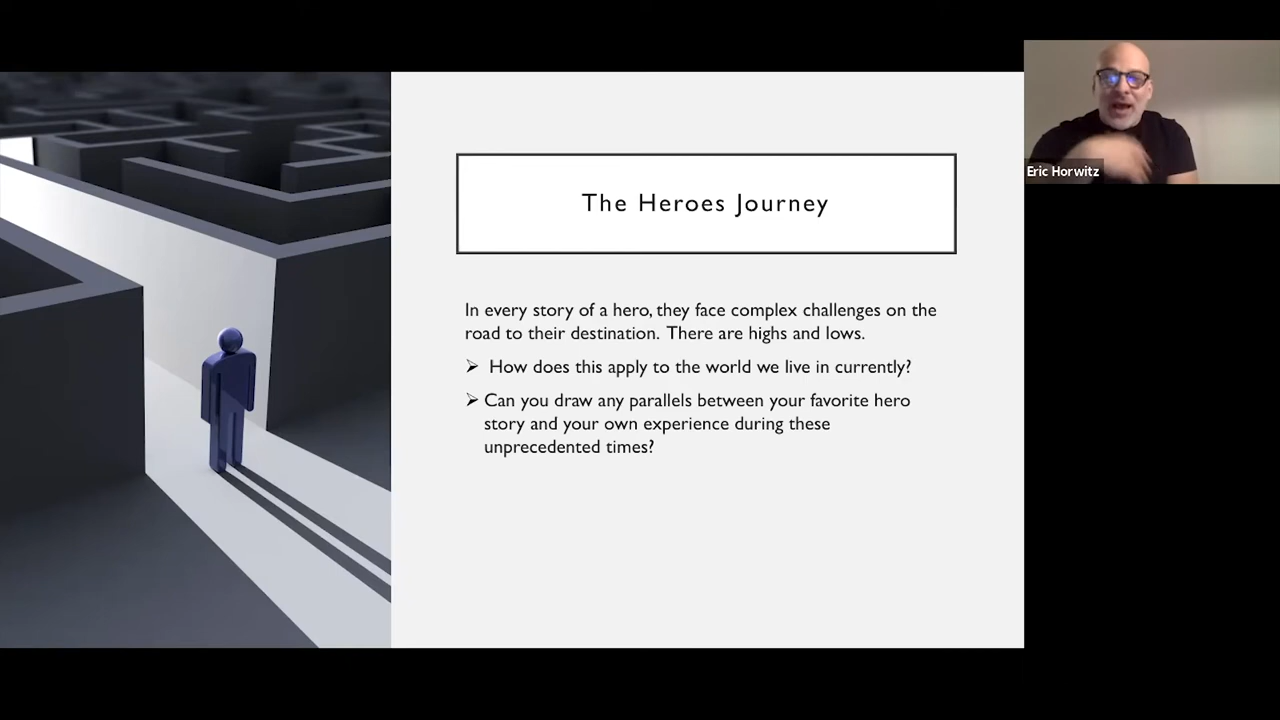 The Heroes Journey
Eric Horwitz
In every story of a hero, they face complex challenges on the
road to their destination. There are highs and lows.
➢ How does this apply to the world we live in currently?
➢ Can you draw any parallels between your favorite hero
story and your own experience during these
unprecedented times?